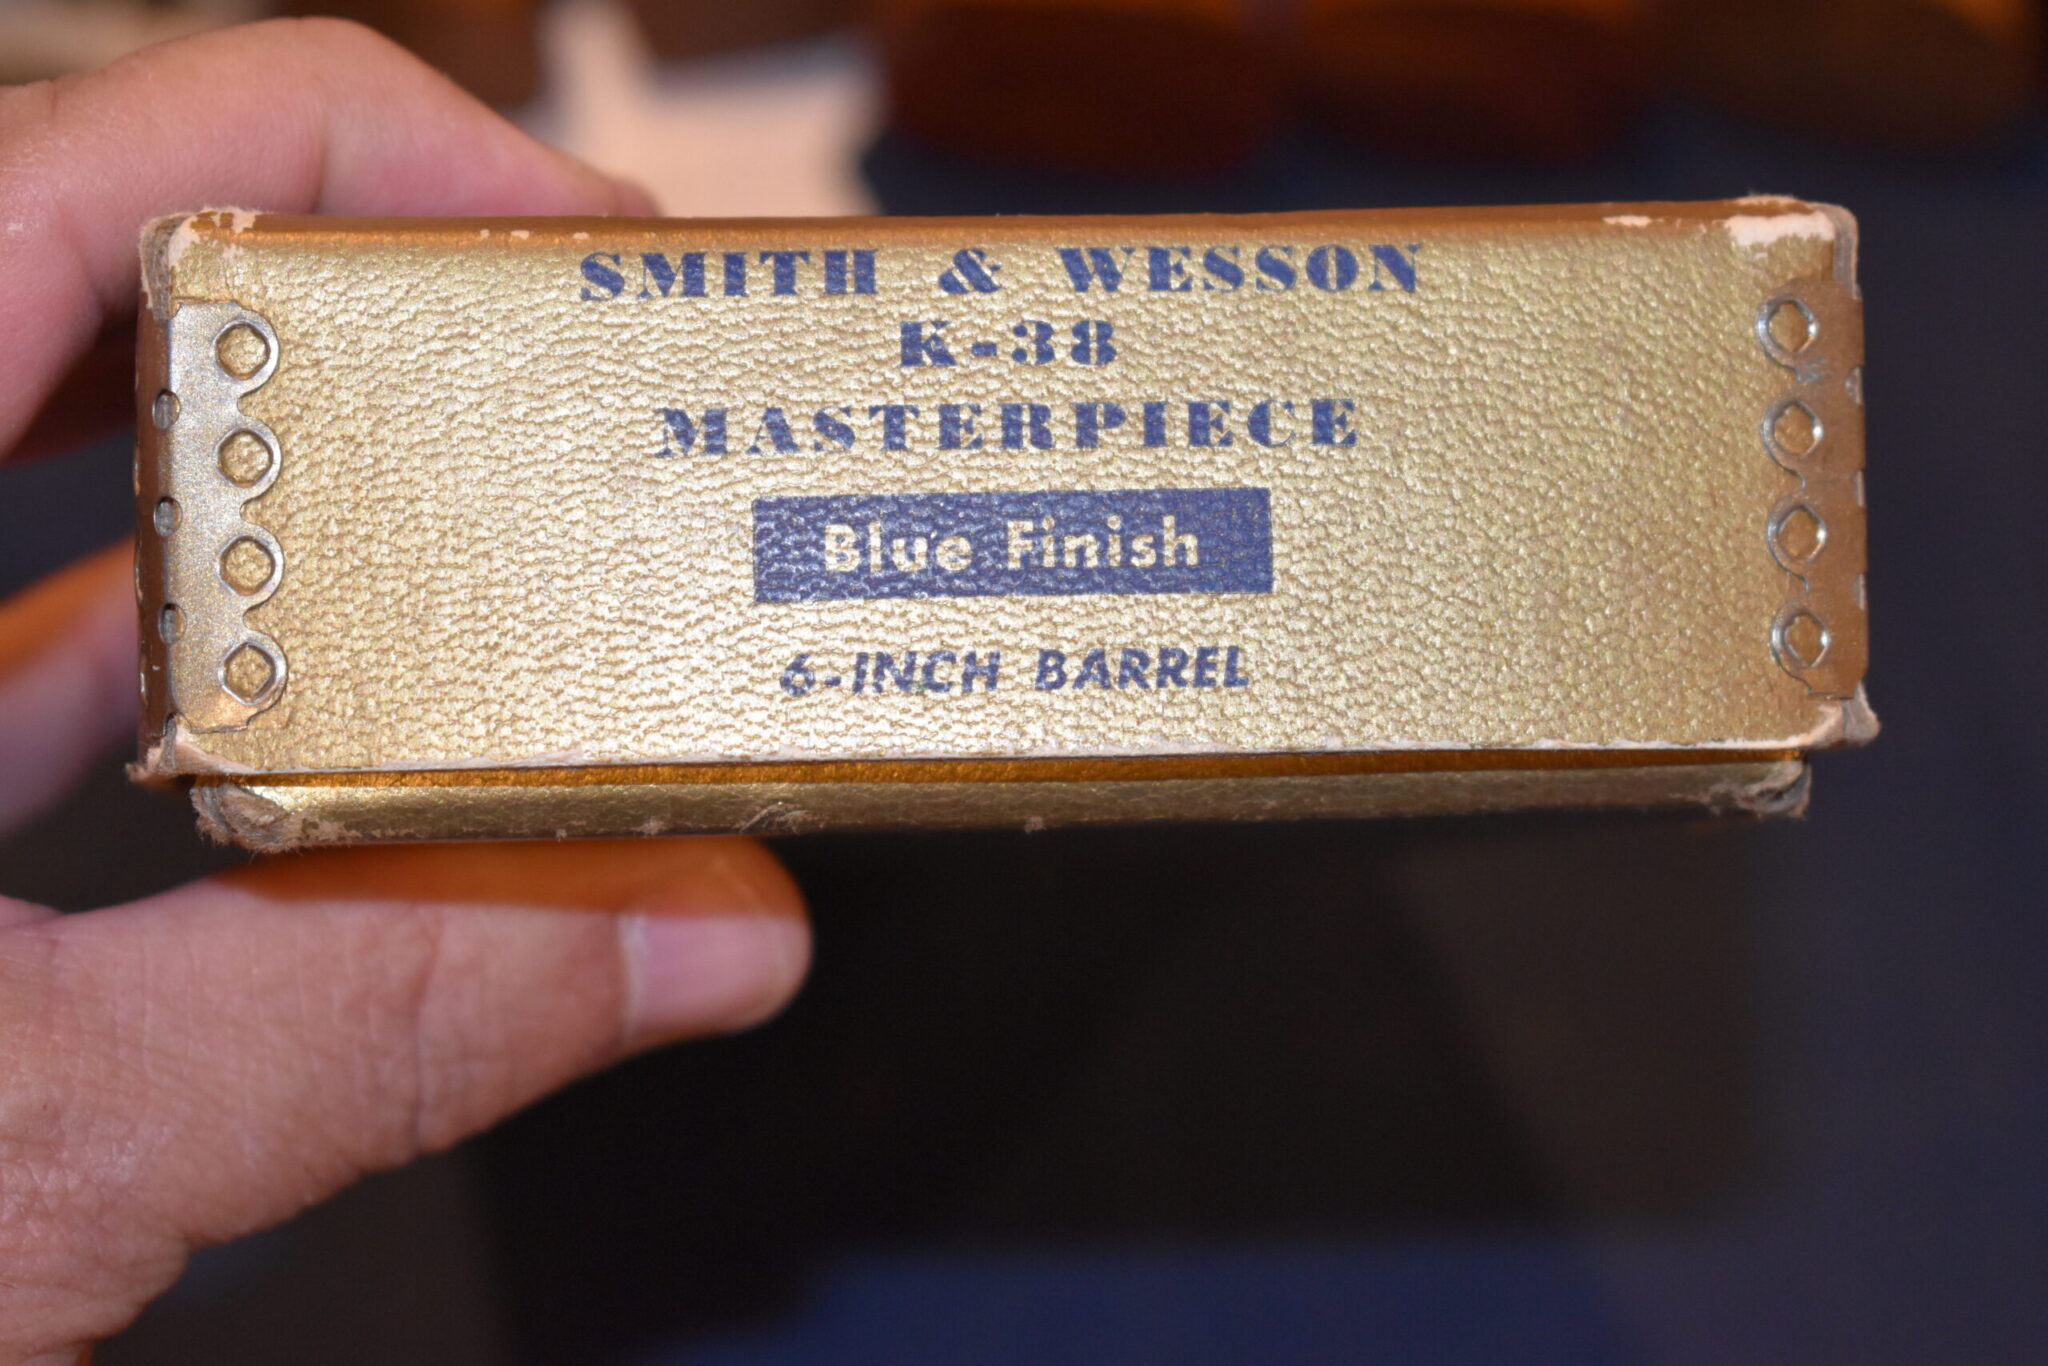 SMITH & WESSON
K-38
MASTERPIECE
Blue Finish
6-INCH BARREL